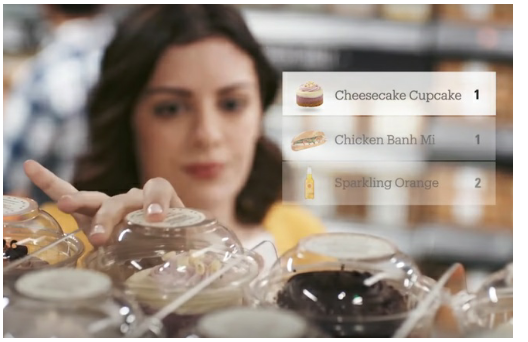 Cheesecake Cupcake 1
Chicken Banh Mi 1
Sparkling Orange 2